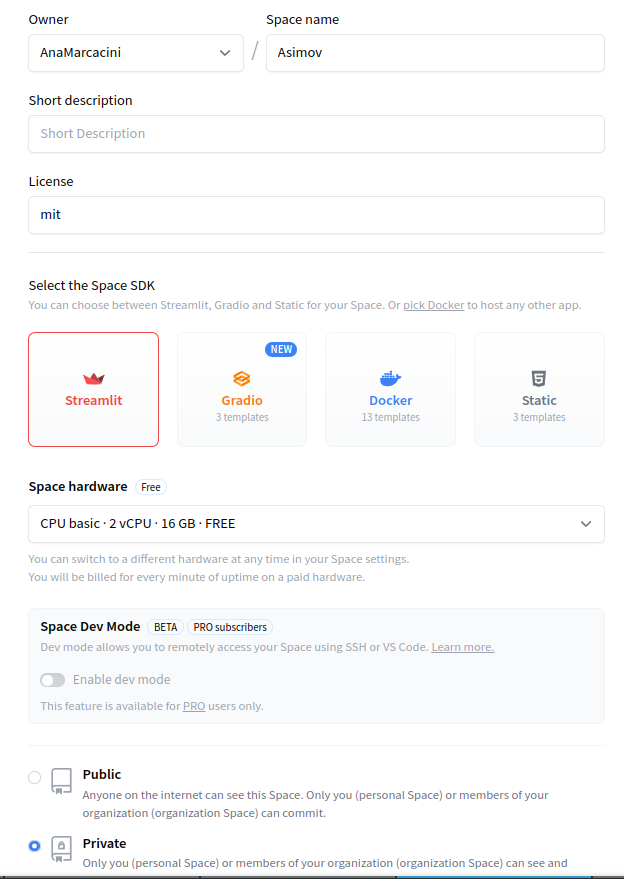 Owner
Space name
AnaMarcacini
/
Asimov
Short description
Short Description
License
mit
Select the Space SDK
You can choose between Streamlit, Gradio and Static for your Space. Or pick Docker to host any other app.
Streamlit
NEW
Gradio
3 templates
Docker
13 templates
Static
3 templates
Space hardware Free
CPU basic · 2 vCPU · 16 GB · FREE
You can switch to a different hardware at any time in your Space settings.
You will be billed for every minute of uptime on a paid hardware.
Space Dev Mode BETA PRO subscribers
Dev mode allows you to remotely access your Space using SSH or VS Code. Learn more.
Enable dev mode
This feature is available for PRO users only.
Public
Anyone on the internet can see this Space. Only you (personal Space) or members of your
organization (organization Space) can commit.
Private
Only you (personal Space) or members of your organization (organization Space) can see and